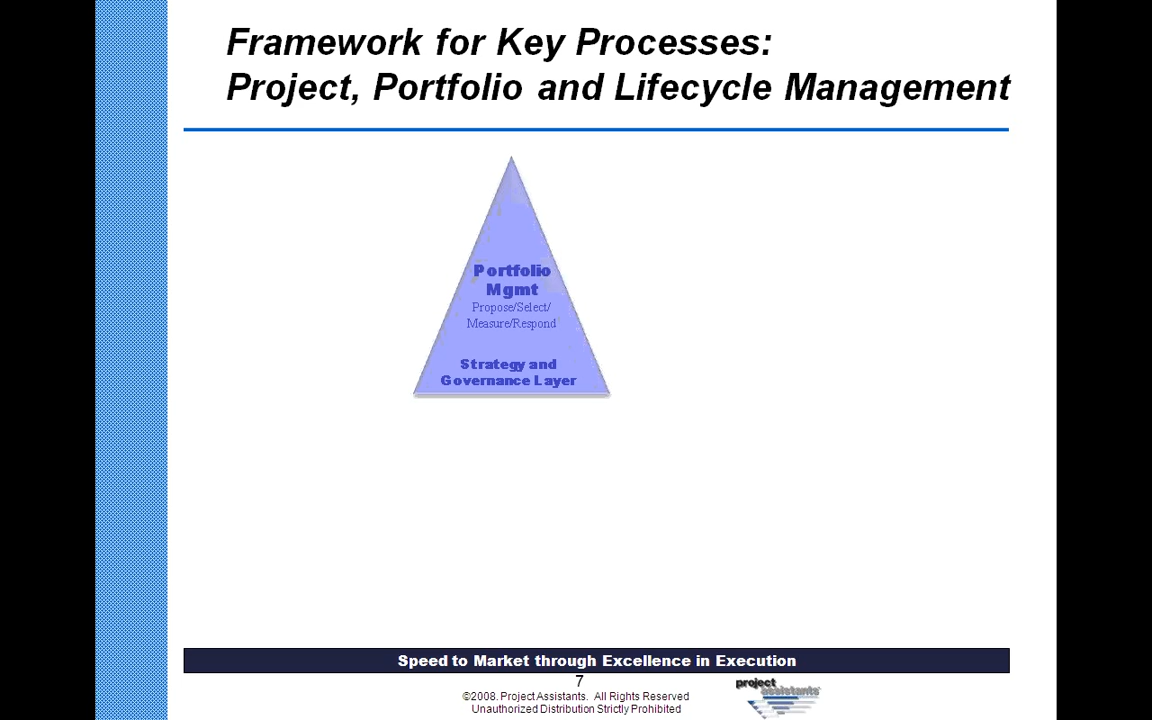 Framework for Key Processes:
Project, Portfolio and Lifecycle Management
Portfolio
Mgmt
Propose/Select/
Measure/Respond
Strategy and
Governance Layer
Speed to Market through Excellence in Execution
7
©2008. Project Assistants. All Rights Reserved
Unauthorized Distribution Strictly Prohibited
project
assistants